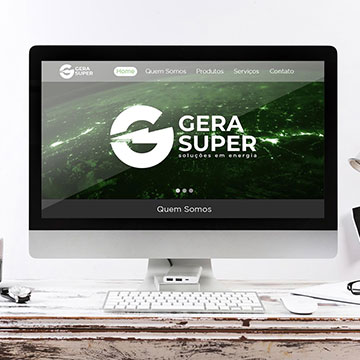 GERA
SUPER
Home Quem Somos Produtos Serviços Contato
GERA
SUPER
soluções em energia
Quem Somos